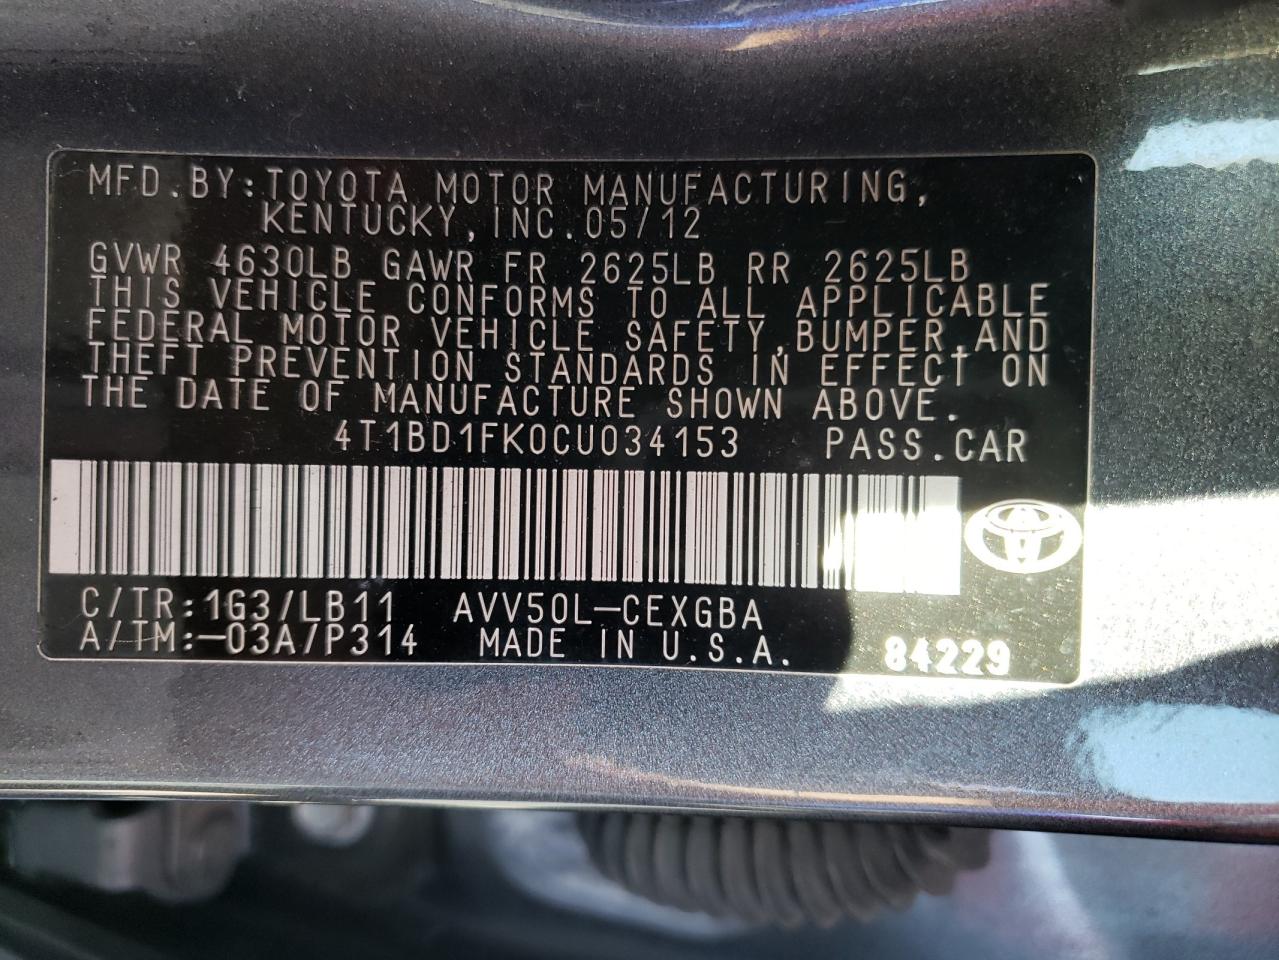 MFD.BY:TOYOTA MOTOR MANUFACTURING,
KENTUCKY,INC.05/12
GVWR 4630LB GAWR FR 2625LB RR 2625LB
THIS VEHICLE CONFORMS TO ALL APPLICABLE
FEDERAL MOTOR VEHICLE SAFETY,BUMPER,AND
THEFT PREVENTION STANDARDS IN EFFECT ON
THE DATE OF MANUFACTURE SHOWN ABOVE.
4T1BD1FK0CU034153 PASS.CAR
C/TR:1G3/LB11 AVV50L-CEXGBA
A/TM:-03A/P314 MADE IN U.S.A. 84229